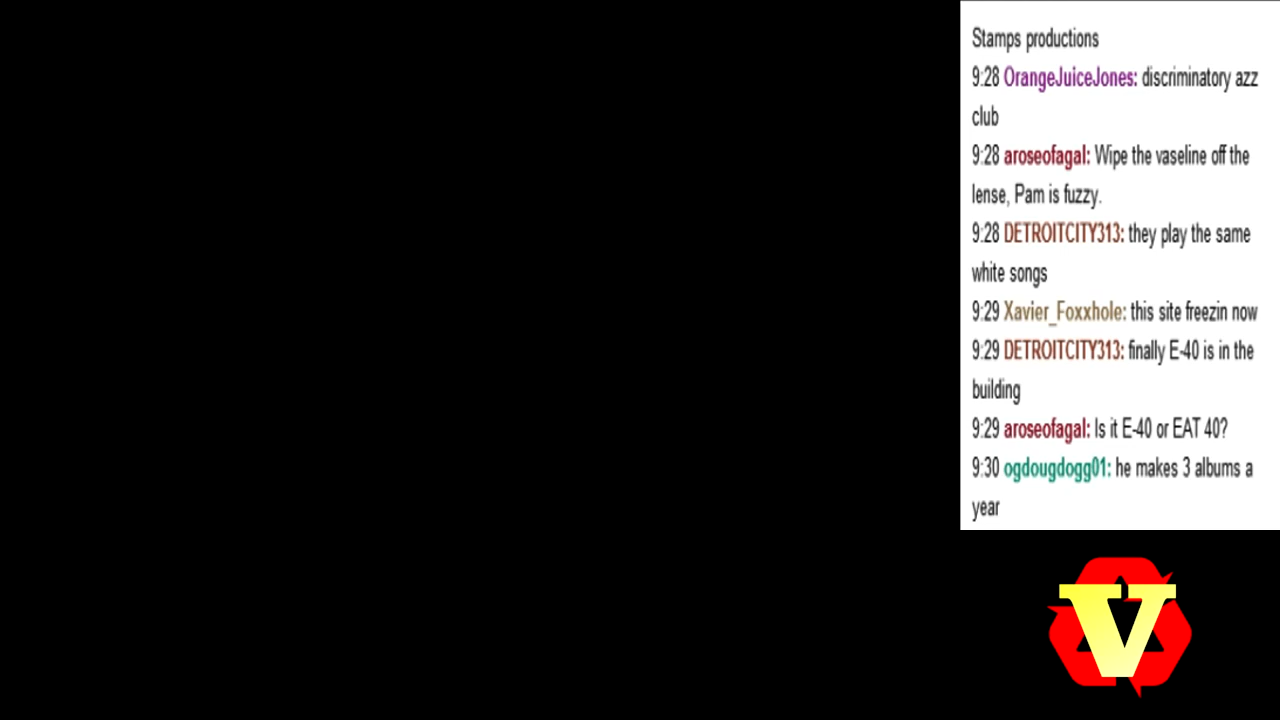 Stamps productions
9:28 OrangeJuiceJones: discriminatory azz
club
9:28 aroseofagal: Wipe the vaseline off the
lense, Pam is fuzzy.
9:28 DETROITCITY313: they play the same
white songs
9:29 Xavier_Foxxhole: this site freezin now
9:29 DETROITCITY313: finally E-40 is in the
building
9:29 aroseofagal: Is it E-40 or EAT 40?
9:30 ogdougdogg01: he makes 3 albums a
year
V